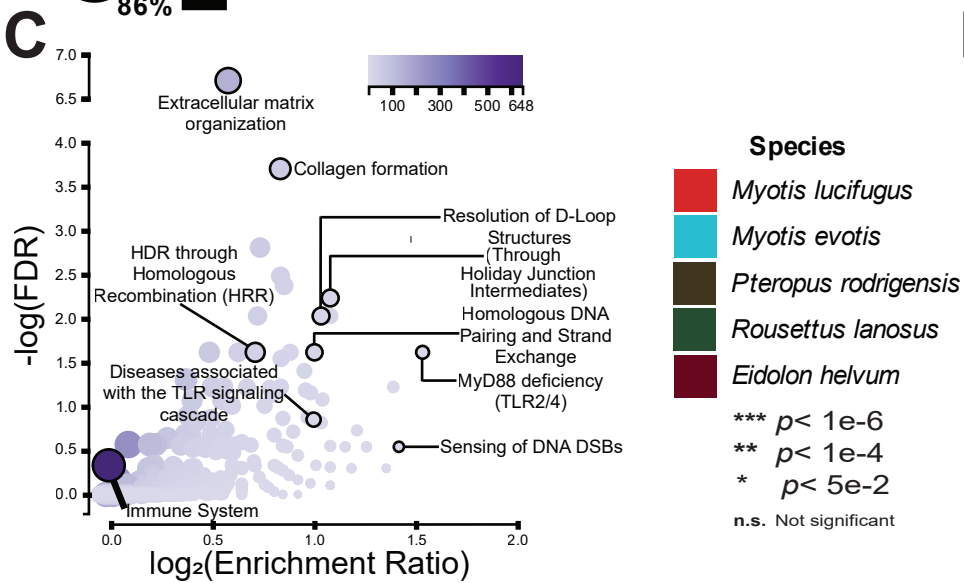 86%
C
7.0
6.5
4.0
3.5
3.0
2.5
2.0
1.5
1.0
0.5
0.0
-log(FDR)
100 300 500 648
Extracellular matrix
organization
Collagen formation
Resolution of D-Loop
Structures
(Through
Holiday Junction
Intermediates)
HDR through
Homologous
Recombination (HRR)
Homologous DNA
Pairing and Strand
Exchange
Diseases associated
with the TLR signaling
cascade
MyD88 deficiency
(TLR2/4)
Sensing of DNA DSBs
Immune System
0.0 0.5 1.0 1.5 2.0
log₂(Enrichment Ratio)
Species
Myotis lucifugus
Myotis evotis
Pteropus rodrigensis
Rousettus lanosus
Eidolon helvum
*** p< 1e-6
** p< 1e-4
* p< 5e-2
n.s. Not significant